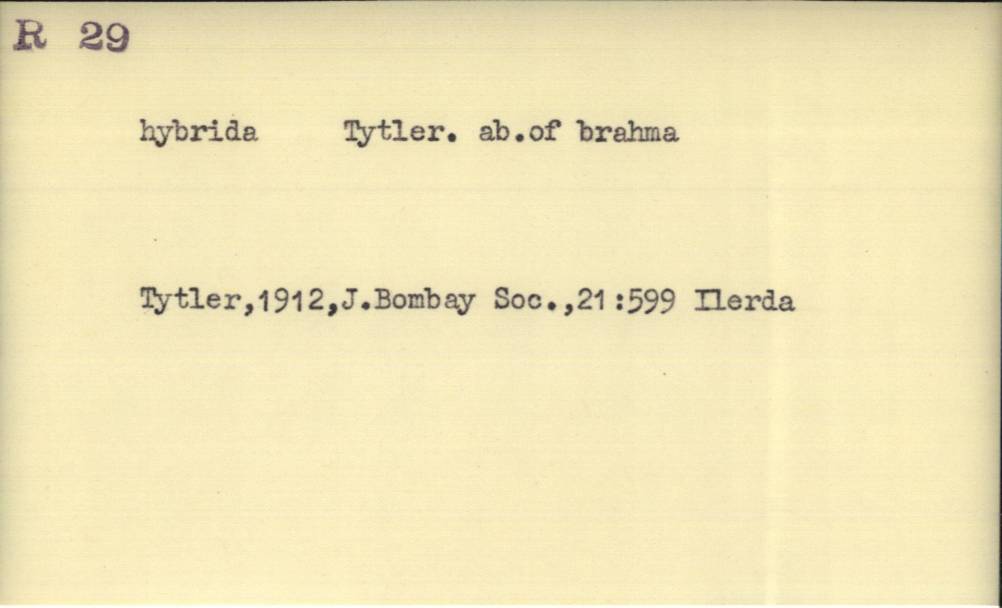 R 29
hybrida Tytler. ab.of brahma
Tytler,1912,J.Bombay Soc.,21:599 Ilerda